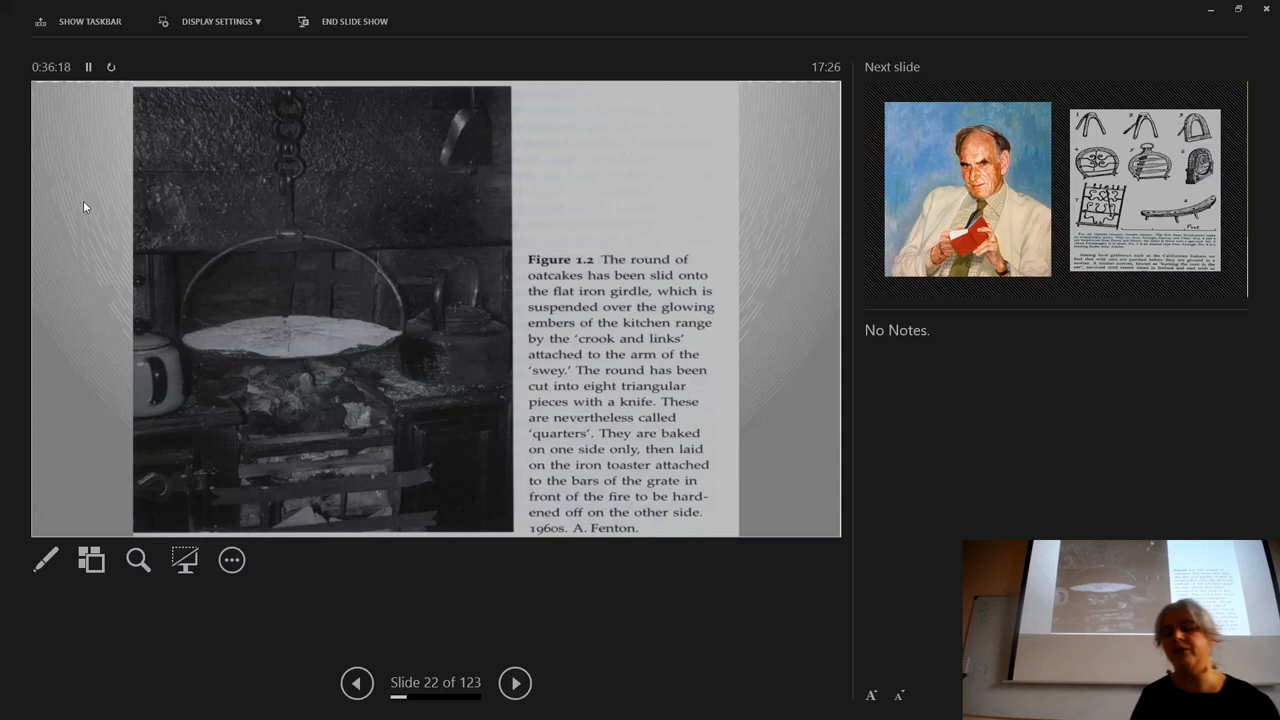 SHOW TASKBAR
DISPLAY SETTINGS ▼
END SLIDE SHOW
0:36:18
17:26
Next slide
Figure 1.2 The round of
oatcakes has been slid onto
the flat iron girdle, which is
suspended over the glowing
embers of the kitchen range
by the ‘crook and links’
attached to the arm of the
‘swey.’ The round has been
cut into eight triangular
pieces with a knife. These
are nevertheless called
‘quarters’. They are baked
on one side only, then laid
on the iron toaster attached
to the bars of the grate in
front of the fire to be hard-
ened off on the other side.
1960s. A. Fenton.
No Notes.
Slide 22 of 123
A
A